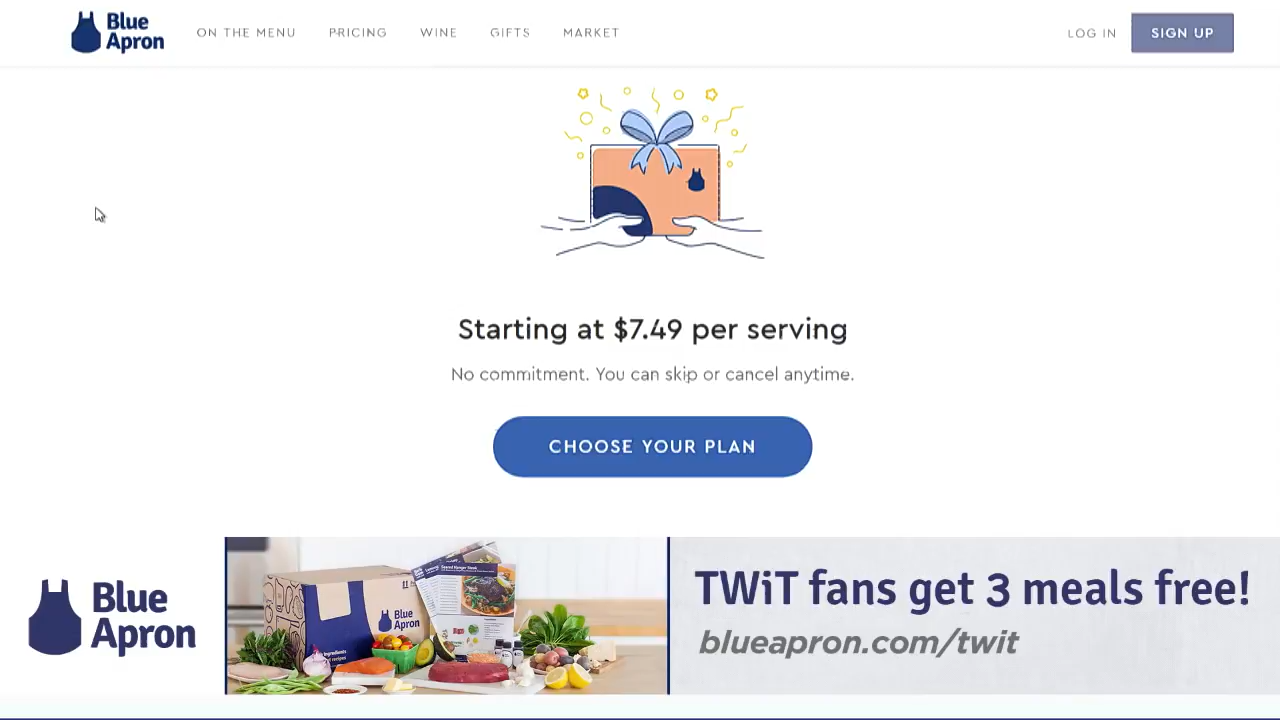 Blue
Apron
ON THE MENU
PRICING
WINE
GIFTS
MARKET
LOG IN
SIGN UP
Starting at $7.49 per serving
No commitment. You can skip or cancel anytime.
CHOOSE YOUR PLAN
Blue
Apron
Blue
Apron
TWiT fans get 3 meals free!
blueapron.com/twit